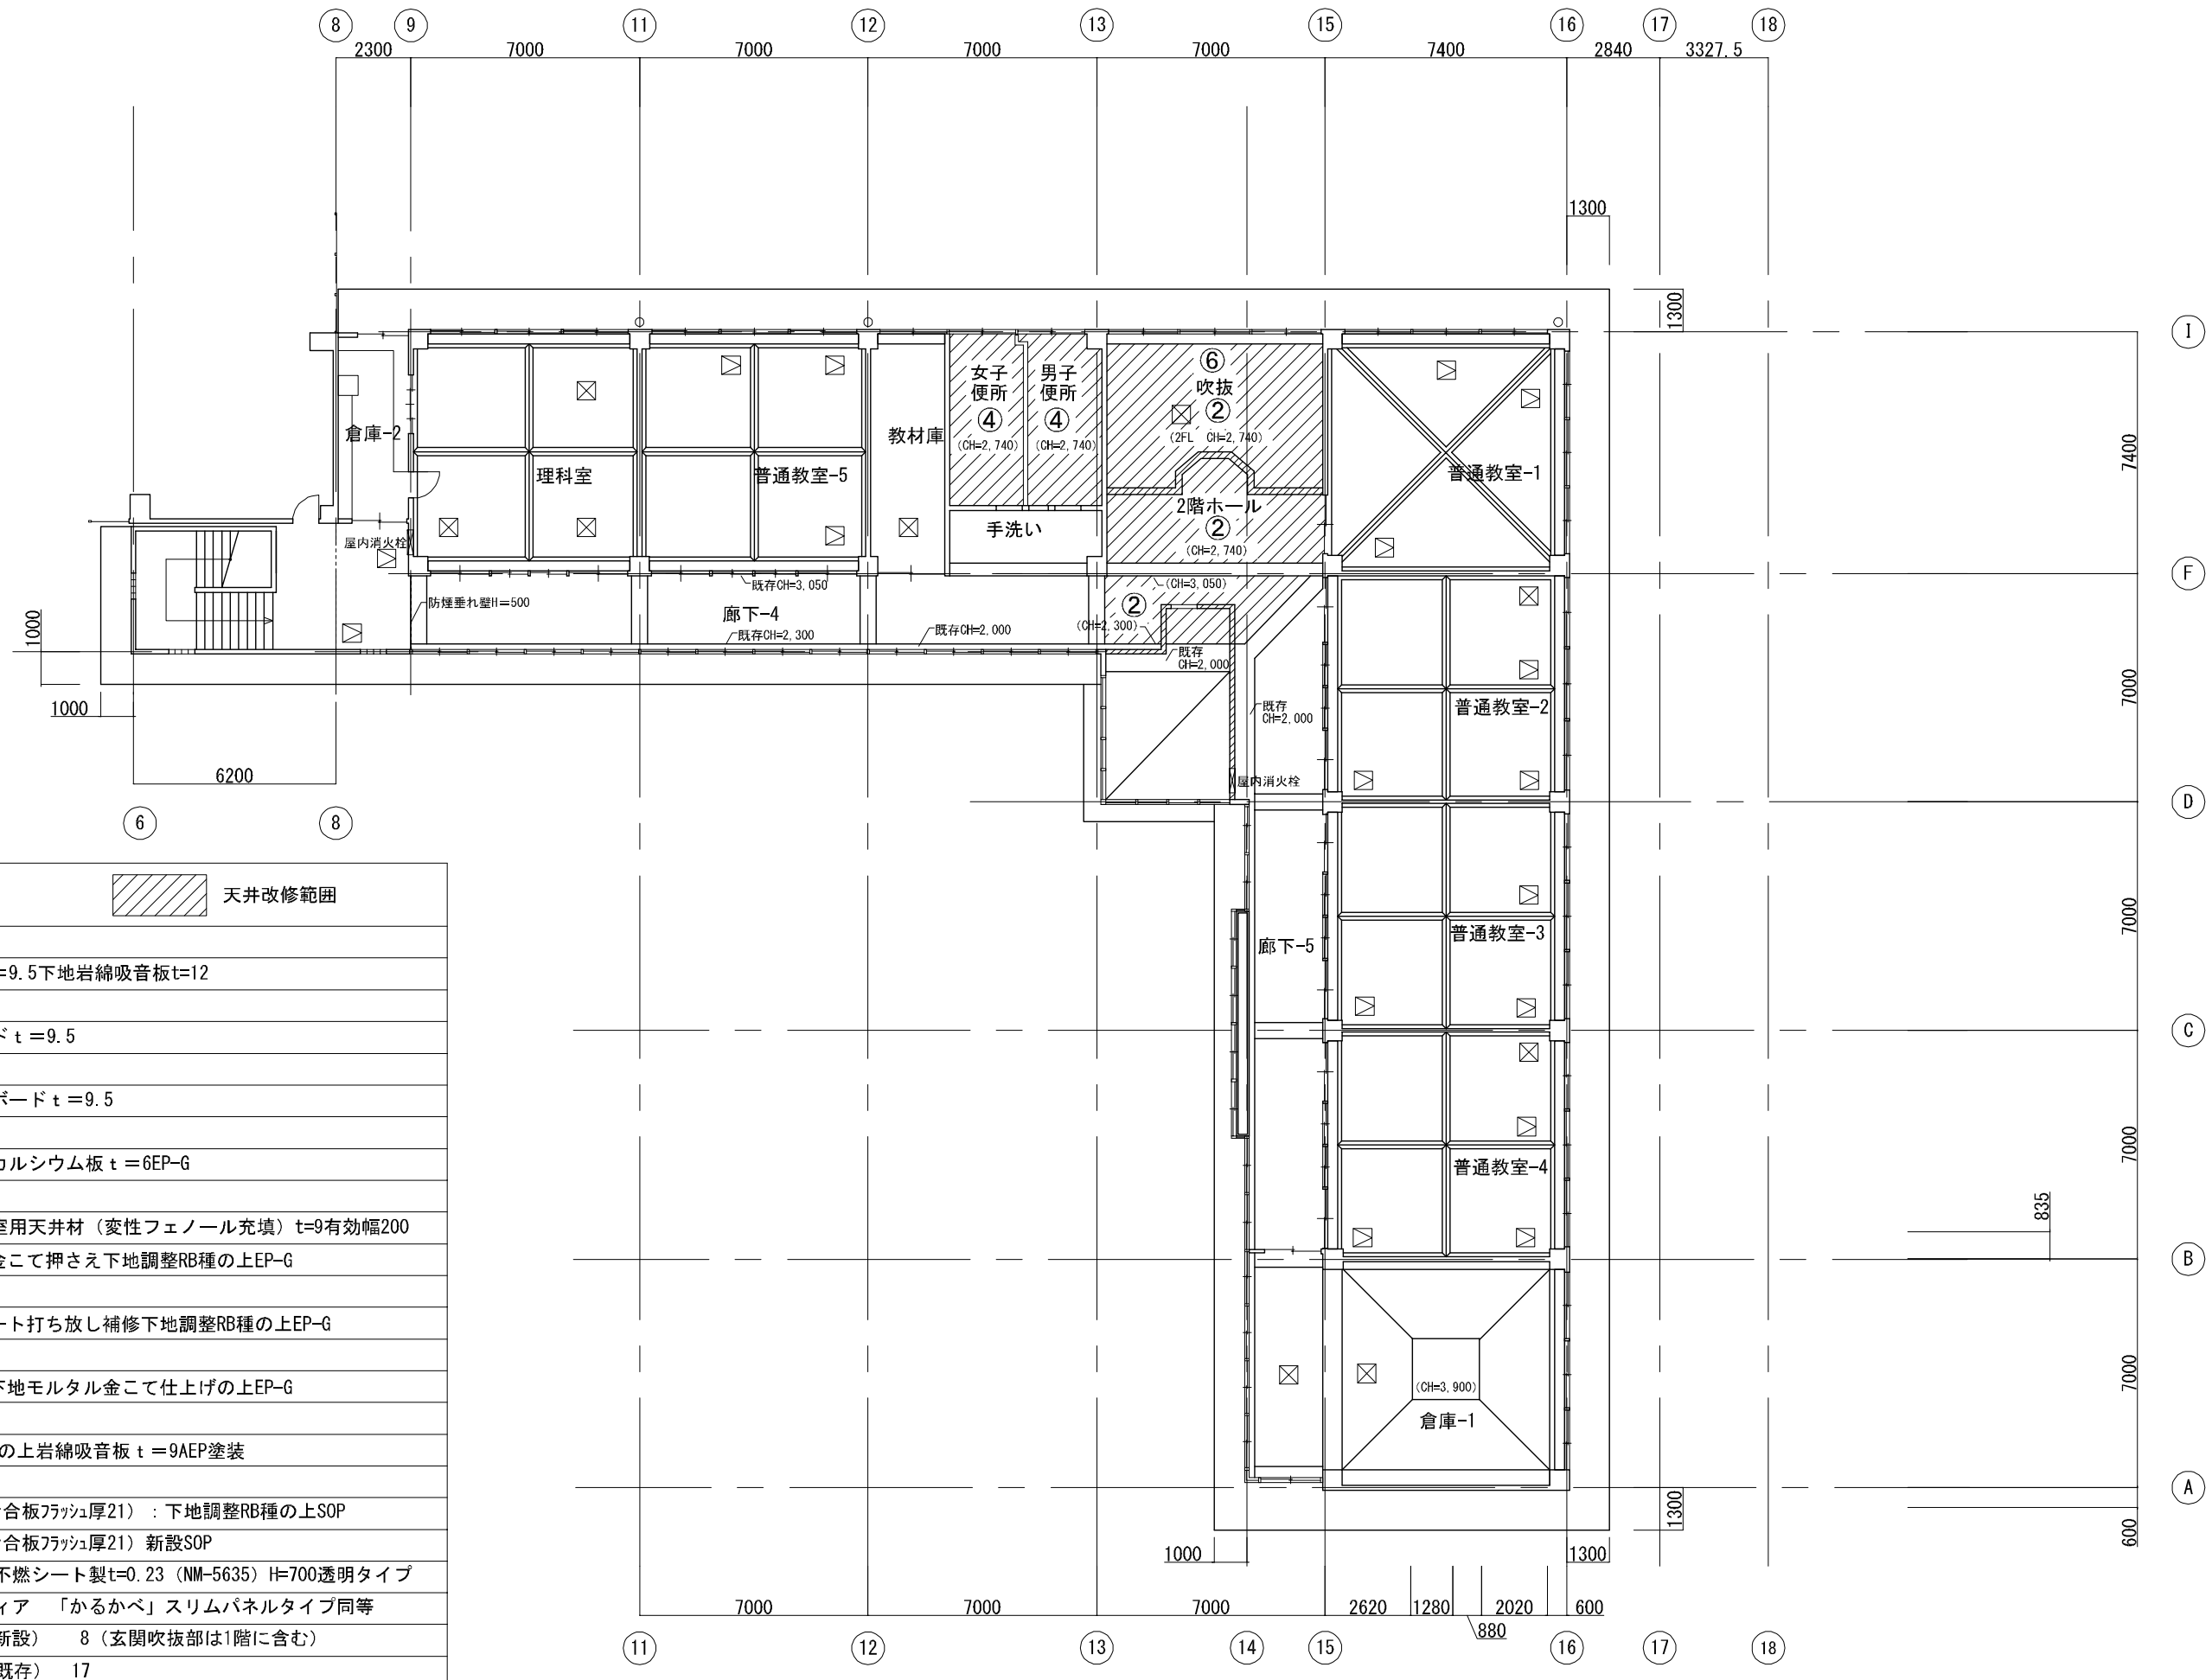 8 9 11 12 13 15 16 17 18
2300 7000 7000 7000 7000 7400 2840 3327.5
1300
1300
I
女子
便所
④
(CH=2,740)
男子
便所
④
(CH=2,740)
⑥
吹抜
②
(2FL CH=2,740)
倉庫-2
教材庫
理科室
普通教室-5
普通教室-1
7400
2階ホール
②
(CH=2,740)
手洗い
屋内消火栓
F
既存CH=3,050
(CH=3,050)
防煙垂れ壁H=500
廊下-4
②
(CH=2,300)
既存CH=2,300
既存CH=2,000
既存
CH=2,000
1000
1000
既存
CH=2,000
普通教室-2
7000
6200
屋内消火栓
6 8
D
天井改修範囲
=9.5下地岩綿吸音板t=12
ド t =9.5
ボード t =9.5
カルシウム板 t =6EP-G
室用天井材(変性フェノール充填)t=9有効幅200
金こて押さえ下地調整RB種の上EP-G
ート打ち放し補修下地調整RB種の上EP-G
下地モルタル金こて仕上げの上EP-G
の上岩綿吸音板 t =9AEP塗装
合板フラッシュ厚21):下地調整RB種の上SOP
合板フラッシュ厚21)新設SOP
不燃シート製t=0.23(NM-5635)H=700透明タイプ
ィア 「かるかべ」スリムパネルタイプ同等
新設) 8(玄関吹抜部は1階に含む)
既存) 17
廊下-5
普通教室-3
7000
C
普通教室-4
7000
835
B
(CH=3,900)
倉庫-1
7000
A
1300
600
1000
1300
7000 7000 7000 2620 1280 2020 600
880
11 12 13 14 15 16 17 18